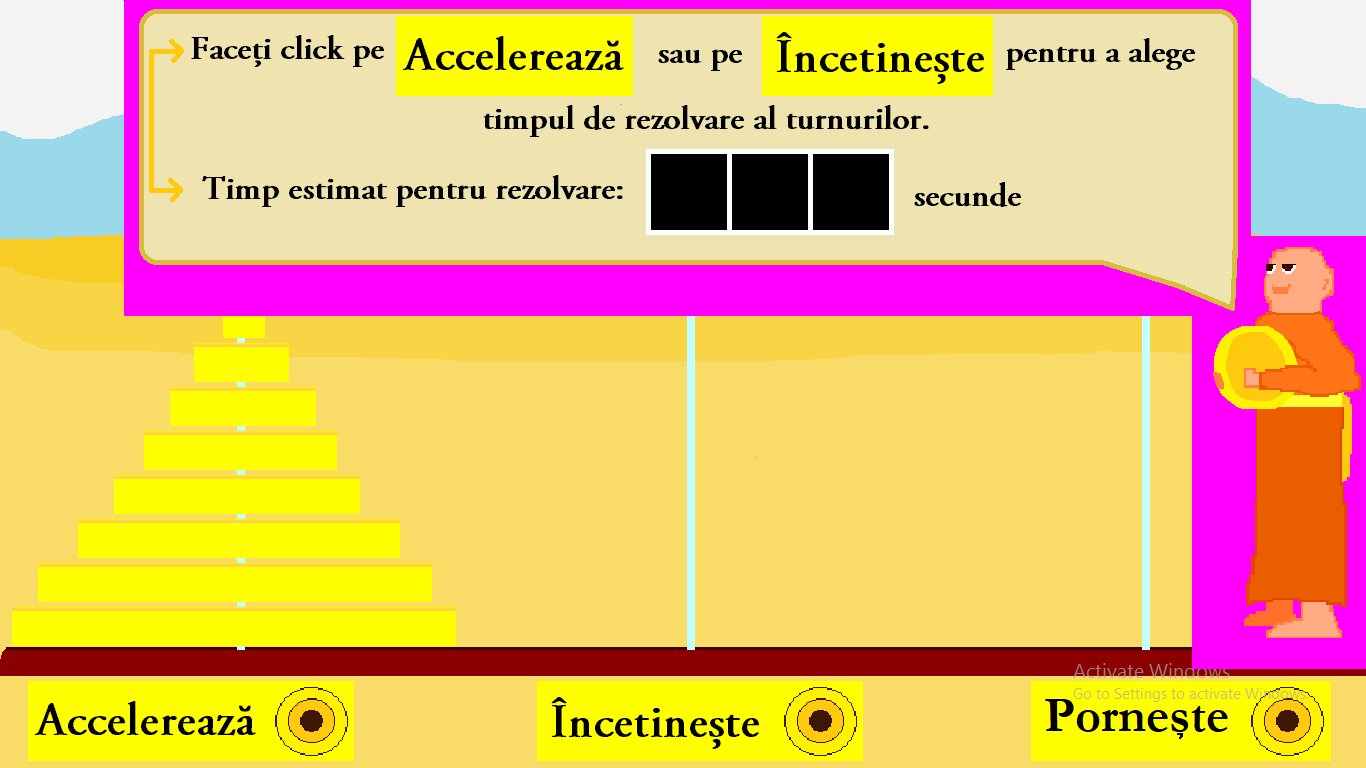 Faceți click pe Accelerează sau pe Încetinește pentru a alege
timpul de rezolvare al turnurilor.
Timp estimat pentru rezolvare: secunde
Activate Windows
Go to Settings to activate Windows.
Accelerează Încetinește Pornește